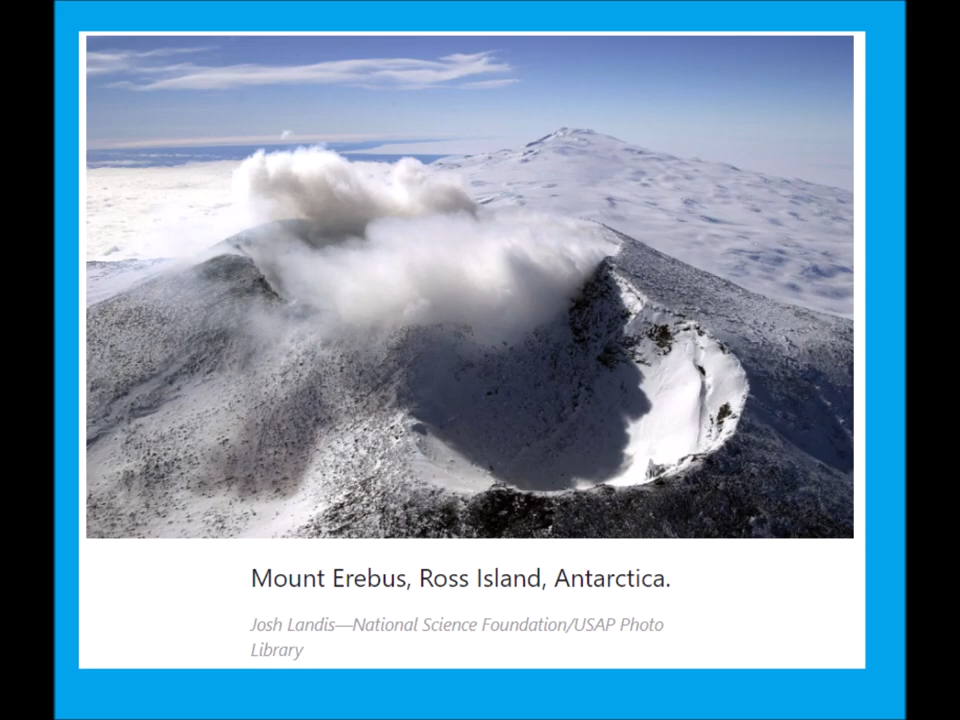 Mount Erebus, Ross Island, Antarctica.
Josh Landis—National Science Foundation/USAP Photo
Library